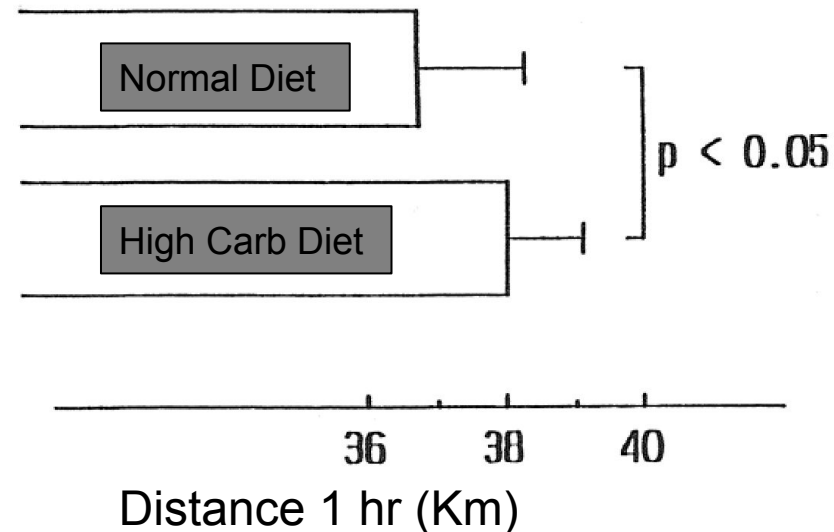 Normal Diet
p < 0.05
High Carb Diet
36 38 40
Distance 1 hr (Km)